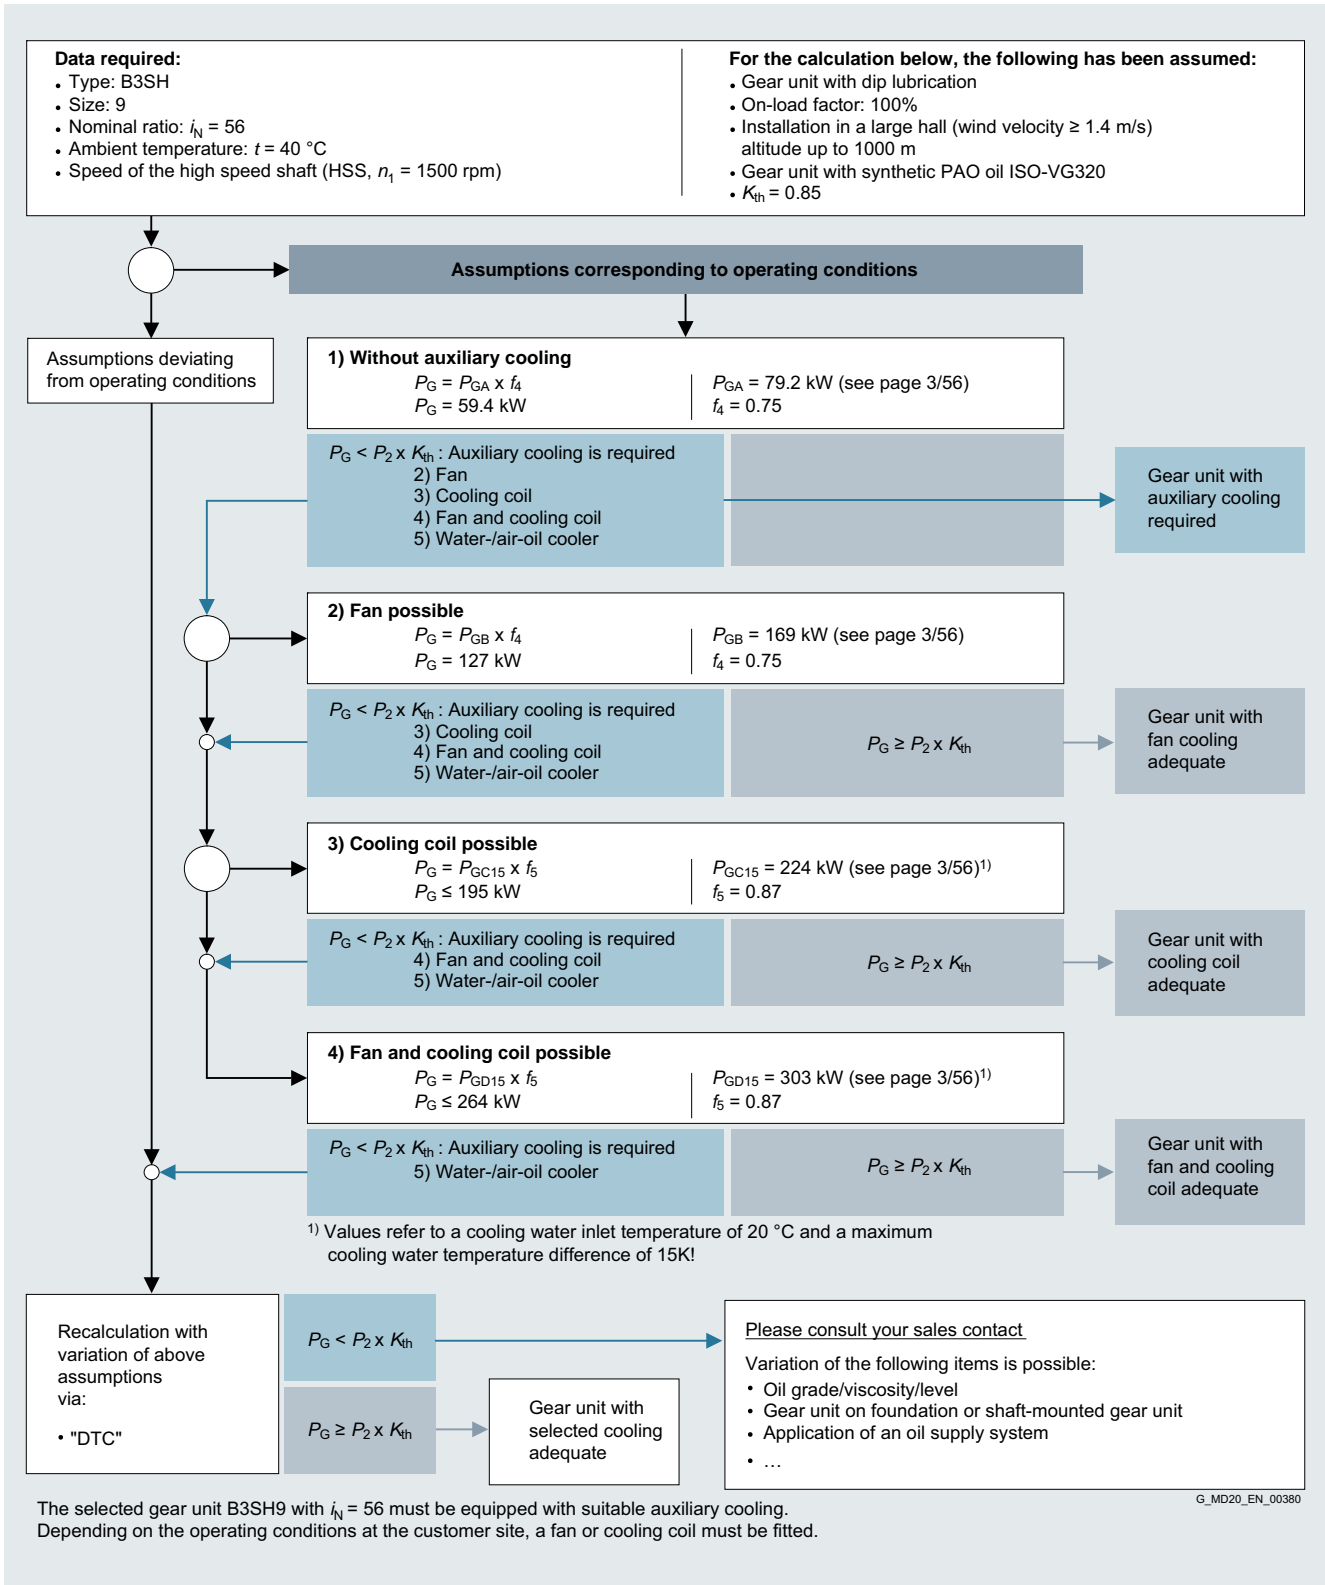 Data required:
• Type: B3SH
• Size: 9
• Nominal ratio: iN = 56
• Ambient temperature: t = 40 °C
• Speed of the high speed shaft (HSS, n1 = 1500 rpm)
For the calculation below, the following has been assumed:
• Gear unit with dip lubrication
• On-load factor: 100%
• Installation in a large hall (wind velocity ≥ 1.4 m/s)
altitude up to 1000 m
• Gear unit with synthetic PAO oil ISO-VG320
• Kth = 0.85
Assumptions corresponding to operating conditions
Assumptions deviating
from operating conditions
1) Without auxiliary cooling
PG = PGA x f4
PG = 59.4 kW
PGA = 79.2 kW (see page 3/56)
f4 = 0.75
PG < P2 x Kth : Auxiliary cooling is required
2) Fan
3) Cooling coil
4) Fan and cooling coil
5) Water-/air-oil cooler
Gear unit with
auxiliary cooling
required
2) Fan possible
PG = PGB x f4
PG = 127 kW
PGB = 169 kW (see page 3/56)
f4 = 0.75
PG < P2 x Kth : Auxiliary cooling is required
3) Cooling coil
4) Fan and cooling coil
5) Water-/air-oil cooler
PG ≥ P2 x Kth
Gear unit with
fan cooling
adequate
3) Cooling coil possible
PG = PGC15 x f5
PG ≤ 195 kW
PGC15 = 224 kW (see page 3/56)1)
f5 = 0.87
PG < P2 x Kth : Auxiliary cooling is required
4) Fan and cooling coil
5) Water-/air-oil cooler
PG ≥ P2 x Kth
Gear unit with
cooling coil
adequate
4) Fan and cooling coil possible
PG = PGD15 x f5
PG ≤ 264 kW
PGD15 = 303 kW (see page 3/56)1)
f5 = 0.87
PG < P2 x Kth : Auxiliary cooling is required
5) Water-/air-oil cooler
PG ≥ P2 x Kth
Gear unit with
fan and cooling
coil adequate
1) Values refer to a cooling water inlet temperature of 20 °C and a maximum
cooling water temperature difference of 15K!
Recalculation with
variation of above
assumptions
via:
• "DTC"
PG < P2 x Kth
PG ≥ P2 x Kth
Gear unit with
selected cooling
adequate
Please consult your sales contact
Variation of the following items is possible:
• Oil grade/viscosity/level
• Gear unit on foundation or shaft-mounted gear unit
• Application of an oil supply system
• …
G_MD20_EN_00380
The selected gear unit B3SH9 with iN = 56 must be equipped with suitable auxiliary cooling.
Depending on the operating conditions at the customer site, a fan or cooling coil must be fitted.